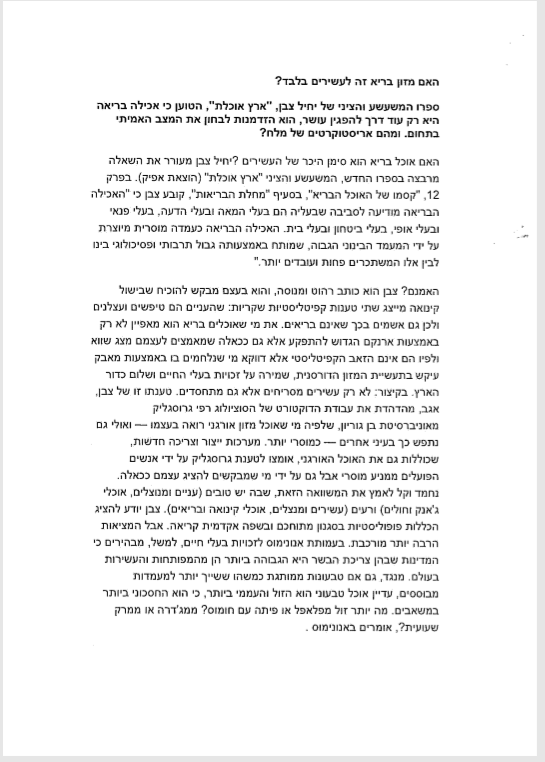 האם מזון בריא זה לעשירים בלבד?
ספרו המשעשע והציני של יחיל צבן, "ארץ אוכלת", הטוען כי אכילה בריאה
היא רק עוד דרך להפגין עושר, הוא הזדמנות לבחון את המצב האמיתי
בתחום. ומהם אריסטוקרטים של מלח?
האם אוכל בריא הוא סימן היכר של העשירים ?יחיל צבן מעורר את השאלה
מרבצה בספרו החדש, המשעשע והציני "ארץ אוכלת" (הוצאת אפיק). בפרק
12, "קסמו של האוכל הבריא", בסעיף "מחלת הבריאות", קובע צבן כי "האכילה
הבריאה מודיעה לסביבה שבעליה הם בעלי המאה ובעלי הדעה, בעלי פנאי
ובעלי אופי, בעלי ביטחון ובעלי בית. האכילה הבריאה כעמדה מוסרית מיוצרת
על ידי המעמד הבינוני הגבוה, שמותח באמצעותה גבול תרבותי ופסיכולוגי בינו
לבין אלו המשתכרים פחות ועובדים יותר."
האמנם? צבן הוא כותב רהוט ומנוסה, והוא בעצם מבקש להוכיח שבישול
קינואה מייצג שתי טענות קפיטליסטיות שקריות: שהעניים הם טיפשים ועצלנים
ולכן גם אשמים בכך שאינם בריאים. את מי שאוכלים בריא הוא מאפיין לא רק
באמצעות ארנקם הגדוש להתפקע אלא גם ככאלה שמאמצים לעצמם מצג שווא
ולפיו הם אינם הזאב הקפיטליסטי אלא דווקא מי שנלחמים בו באמצעות מאבק
עיקש בתעשיית המזון הדורסנית, שמירה על זכויות בעלי החיים ושלום כדור
הארץ. בקיצור: לא רק עשירים מסריחים אלא גם מתחסדים. טענתו זו של צבן,
אגב, מהדהדת את עבודת הדוקטורט של הסוציולוג רפי גרוסגליק
מאוניברסיטת בן גוריון, שלפיה מי שאוכל מזון אורגני רואה בעצמו — ואולי גם
נתפש כך בעיני אחרים — כמוסרי יותר. מערכות ייצור וצריכה חדשות,
שכוללות גם את האוכל האורגני, אומצו לטענת גרוסגליק על ידי אנשים
הפועלים ממניע מוסרי אבל גם על ידי מי שמבקשים להציג עצמם ככאלה.
נחמד וקל לאמץ את המשוואה הזאת, שבה יש טובים (עניים ומנוצלים, אוכלי
ג'אנק וחולים) ורעים (עשירים ומנצלים, אוכלי קינואה ובריאים). צבן יודע להציג
הכללות פופוליסטיות בסגנון מתוחכם ובשפה אקדמית קריאה. אבל המציאות
הרבה יותר מורכבת. בעמותת אנונימוס לזכויות בעלי חיים, למשל, מבהירים כי
המדינות שבהן צריכת הבשר היא הגבוהה ביותר הן מהמפותחות והעשירות
בעולם. מנגד, גם אם טבעונות ממותגת כמשהו ששייך יותר למעמדות
מבוססים, עדיין אוכל טבעוני הוא הזול והעממי ביותר, כי הוא החסכוני ביותר
במשאבים. מה יותר זול מפלאפל או פיתה עם חומוס? ממג'דרה או ממרק
שעועית?, אומרים באנונימוס .